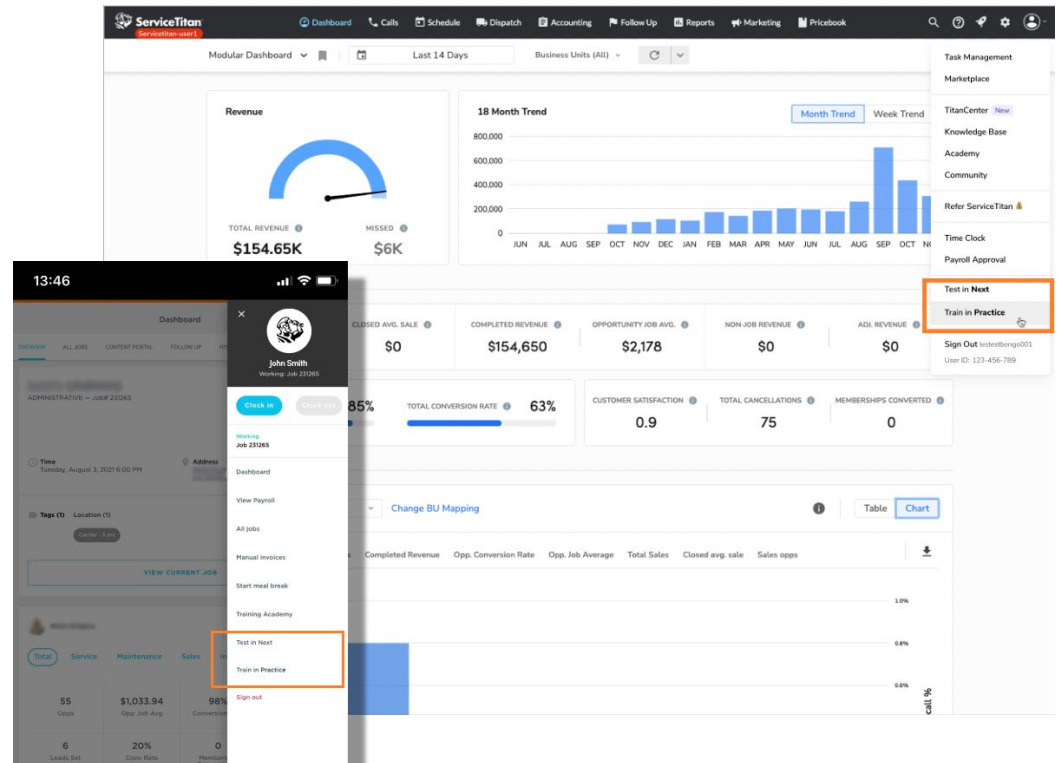 ServiceTitan
Servicetitan-user1
Dashboard Calls Schedule Dispatch Accounting Follow Up Reports Marketing Pricebook
Modular Dashboard Last 14 Days Business Units (All)
Task Management
Marketplace
TitanCenter New
Knowledge Base
Academy
Community
Refer ServiceTitan
Time Clock
Payroll Approval
Test in Next
Train in Practice
Sign Out testestbongo001
User ID: 123-456-789
Revenue
TOTAL REVENUE MISSED
$154.65K $6K
18 Month Trend Month Trend Week Trend
800,000
600,000
400,000
200,000
0
JUN JUL AUG SEP OCT NOV DEC JAN FEB MAR APR MAY JUN JUL AUG SEP OCT
CLOSED AVG. SALE COMPLETED REVENUE OPPORTUNITY JOB AVG. NON-JOB REVENUE ADJ. REVENUE
$0 $154,650 $2,178 $0 $0
85% TOTAL CONVERSION RATE 63%
CUSTOMER SATISFACTION TOTAL CANCELLATIONS MEMBERSHIPS CONVERTED
0.9 75 0
Change BU Mapping Table Chart
Completed Revenue Opp. Conversion Rate Opp. Job Average Total Sales Closed avg. sale Sales opps
1.0%
0.8%
0.6%
call %
13:46
Dashboard
OVERVIEW ALL JOBS CONTENT PORTAL FOLLOW UP
ADMINISTRATIVE — Job# 231265
Time
Tuesday, August 3, 2021 6:00 PM
Address
Tags (1) Location (1)
VIEW CURRENT JOB
Total Service Maintenance Sales
55 $1,033.94 98%
Opps Opp Job Avg Conversion
6 20% 0
Leads Set Conv Rate
John Smith
Working: Job 231265
Clock in Clock out
Working
Job 231265
Dashboard
View Payroll
All jobs
Manual invoices
Start meal break
Training Academy
Test in Next
Train in Practice
Sign out